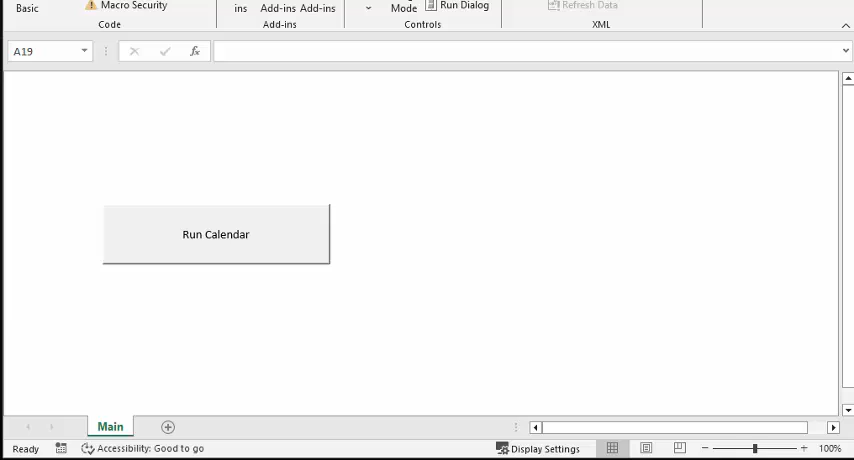 Basic
Macro Security
ins
Add-ins Add-ins
Mode
Run Dialog
Refresh Data
Code
Add-ins
Controls
XML
A19
fx
Run Calendar
Main
Ready
Accessibility: Good to go
Display Settings
100%